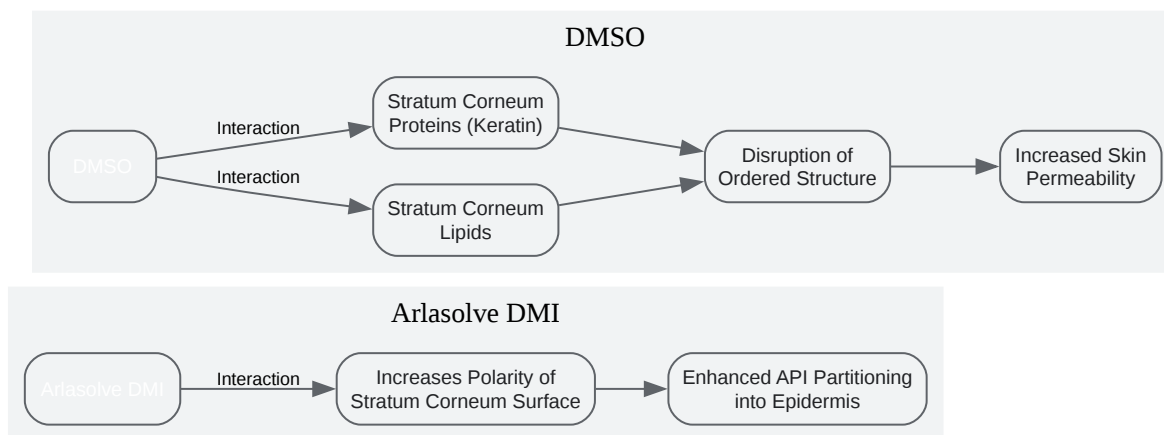 DMSO
DMSO
Interaction
Interaction
Stratum Corneum
Proteins (Keratin)
Stratum Corneum
Lipids
Disruption of
Ordered Structure
Increased Skin
Permeability
Arlasolve DMI
Arlasolve DMI
Interaction
Increases Polarity of
Stratum Corneum Surface
Enhanced API Partitioning
into Epidermis